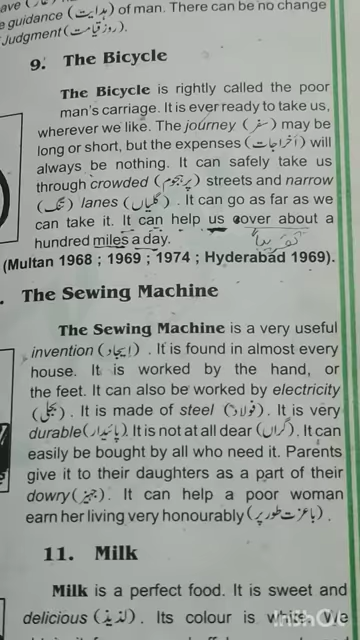 guidance (ہدایت) of man. There can be no change
Judgment (روز قیامت).
9. The Bicycle
The Bicycle is rightly called the poor
man's carriage. It is ever ready to take us,
wherever we like. The journey (سفر) may be
long or short, but the expenses (اخراجات) will
always be nothing. It can safely take us
through crowded (پرہجوم) streets and narrow
(تنگ) lanes (گلیاں). It can go as far as we
can take it. It can help us cover about a
hundred miles a day. تقریباً
(Multan 1968 ; 1969 ; 1974 ; Hyderabad 1969).
. The Sewing Machine
The Sewing Machine is a very useful
invention (ایجاد). It is found in almost every
house. It is worked by the hand, or
the feet. It can also be worked by electricity
(بجلی). It is made of steel (فولاد). It is very
durable (پائیدار). It is not at all dear (گراں). It can
easily be bought by all who need it. Parents
give it to their daughters as a part of their
dowry (جہیز). It can help a poor woman
earn her living very honourably (باعزت طور پر).
11. Milk
Milk is a perfect food. It is sweet and
delicious (لذیذ). Its colour is white. We